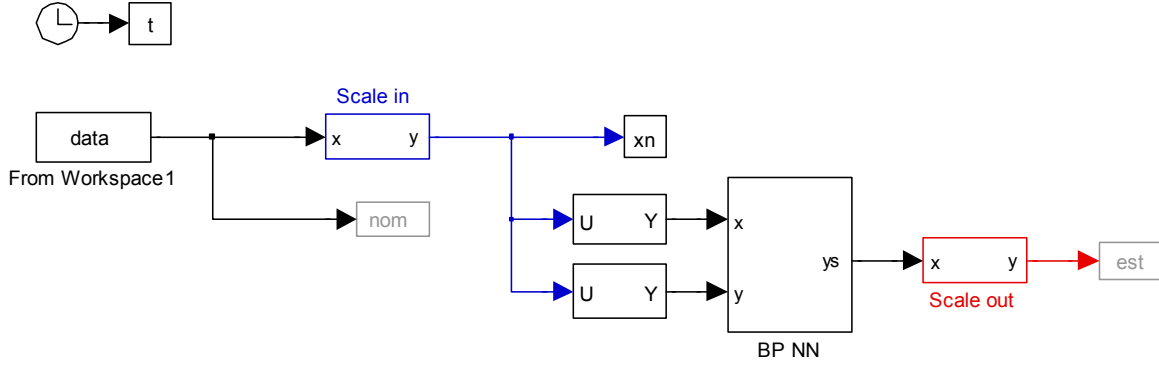 t
Scale in
data
x y
xn
From Workspace1
nom
U Y
x
ys
x y
est
U Y
y
Scale out
BP NN